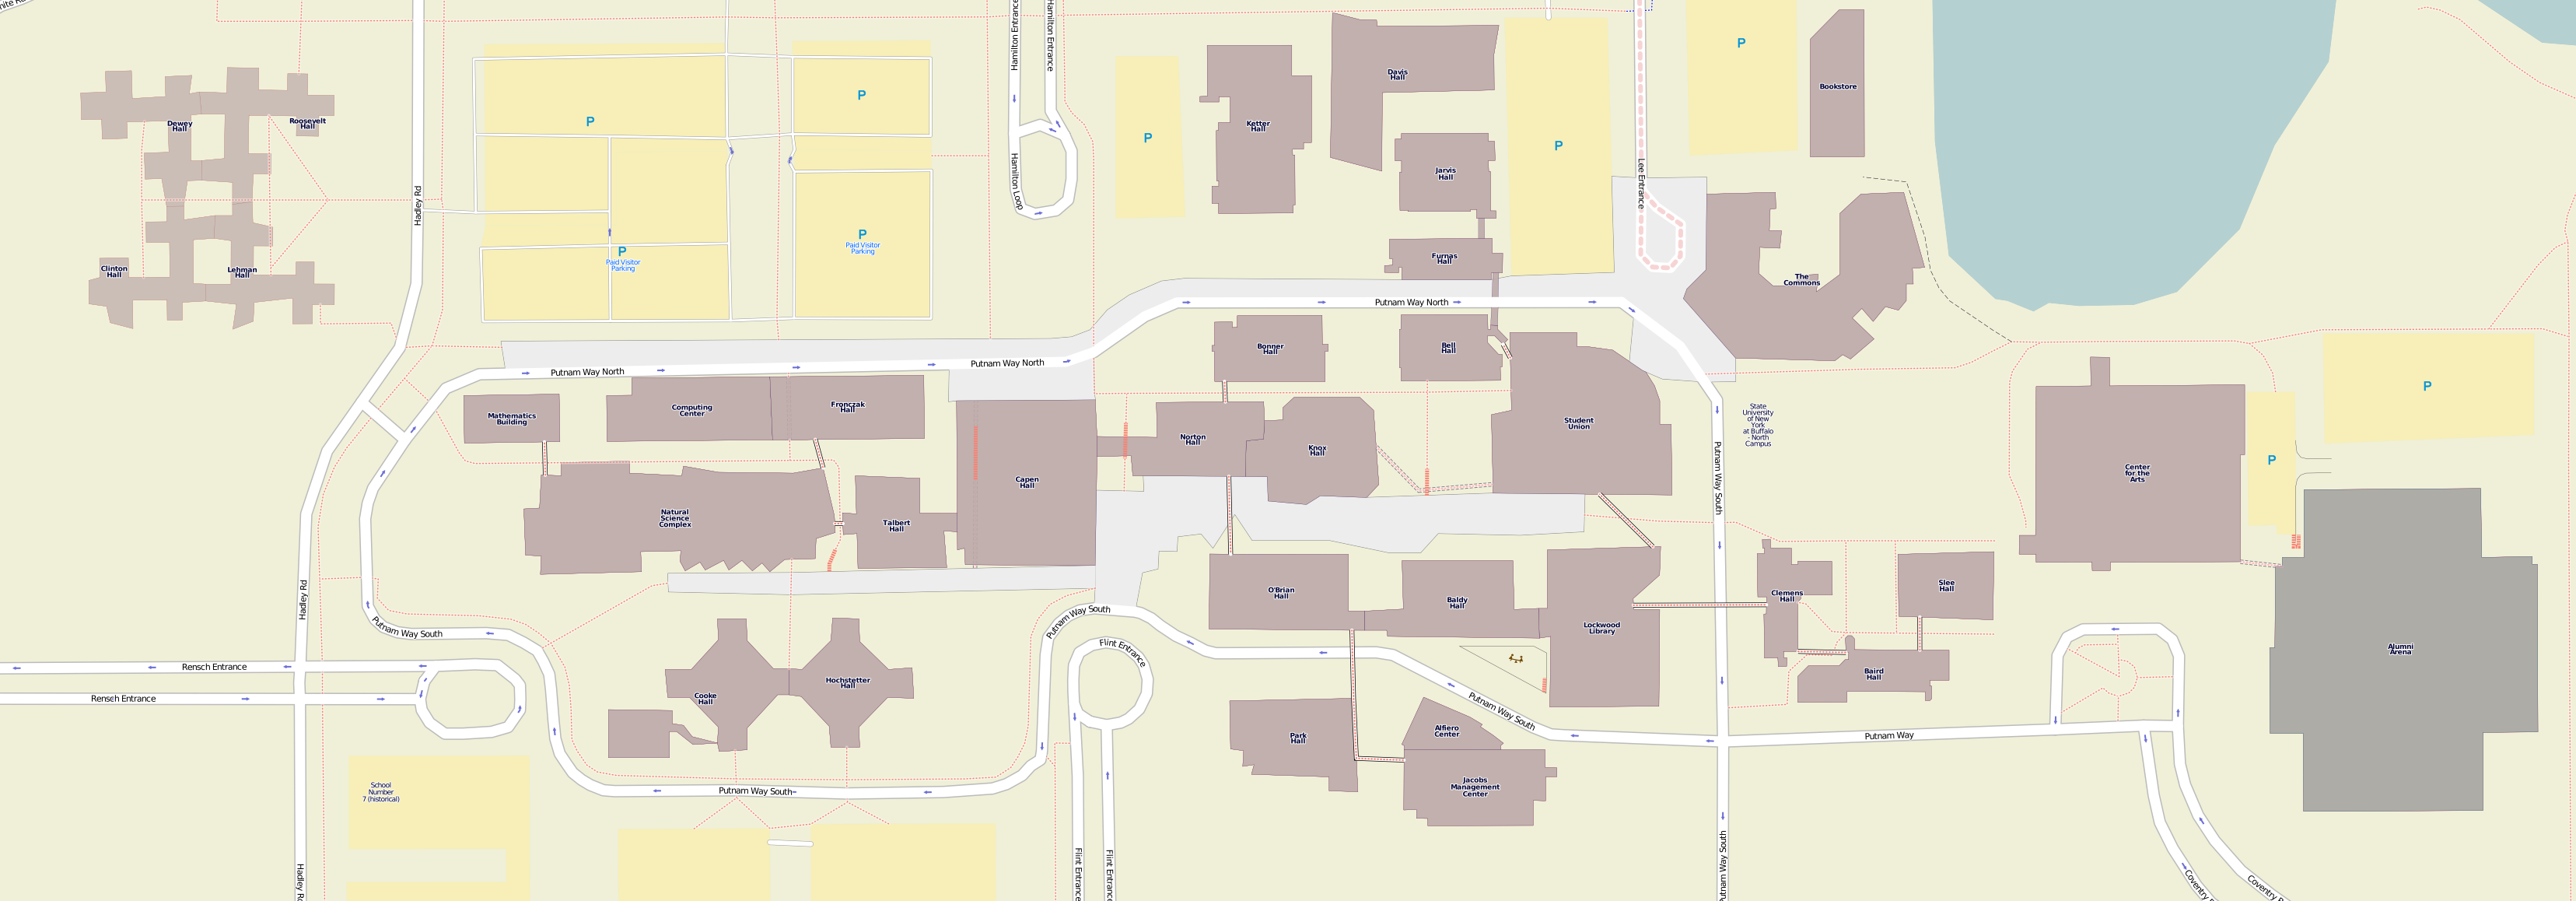 Hamilton Entrance
Hamilton Entrance
P
Davis
Hall
Bookstore
P
P
Ketter
Hall
Dewey
Hall
Roosevelt
Hall
P
P
Jarvis
Hall
Hadley Rd
Hamilton Loop
Lee Entrance
P
Paid Visitor
Parking
P
Paid Visitor
Parking
Clinton
Hall
Lehman
Hall
Furnas
Hall
The
Commons
Putnam Way North
Bonner
Hall
Bell
Hall
Putnam Way North
Putnam Way North
P
Mathematics
Building
Computing
Center
Fronczak
Hall
State
University
of New
York
at Buffalo
- North
Campus
Student
Union
Norton
Hall
Knox
Hall
P
Putnam Way South
Center
for the
Arts
Capen
Hall
Natural
Science
Complex
Talbert
Hall
Hadley Rd
O'Brian
Hall
Baldy
Hall
Clemens
Hall
Slee
Hall
Lockwood
Library
Putnam Way South
Putnam Way South
Flint Entrance
Alumni
Arena
Rensch Entrance
Rensch Entrance
Cooke
Hall
Hochstetter
Hall
Baird
Hall
Putnam Way South
Park
Hall
Alfiero
Center
Putnam Way
Jacobs
Management
Center
School
Number
7 (historical)
Putnam Way South
Hadley Rd
Flint Entrance
Flint Entrance
Putnam Way South
Coventry
Coventry